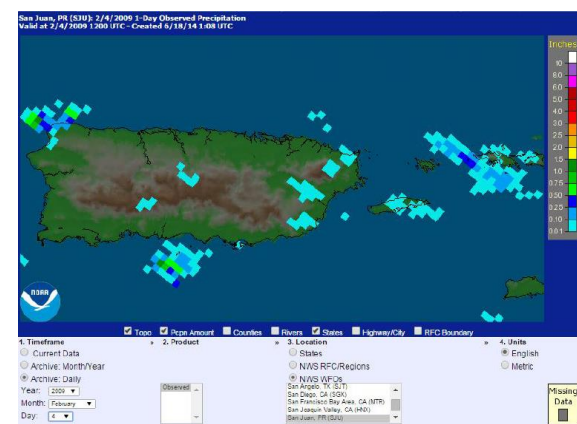 San Juan, PR (SJU): 2/4/2009 1-Day Observed Precipitation
Valid at 2/4/2009 1200 UTC - Created 6/18/14 1:08 UTC
Inches
10
8.0
6.0
5.0
4.0
3.0
2.5
2.0
1.5
1.0
0.75
0.50
0.25
0.10
0.01
NOAA
Topo Pcpn Amount Counties Rivers States Highway/City RFC Boundary
1. Timeframe » 2. Product » 3. Location » 4. Units
Current Data States English
Archive: Month/Year NWS RFC/Regions Metric
Archive: Daily NWS WFOs
Year: 2009 Observed San Angelo, TX (SJT)
San Diego, CA (SGX)
Month: February San Francisco Bay Area, CA (MTR)
San Joaquin Valley, CA (HNX)
Day: 4 San Juan, PR (SJU)
Missing
Data